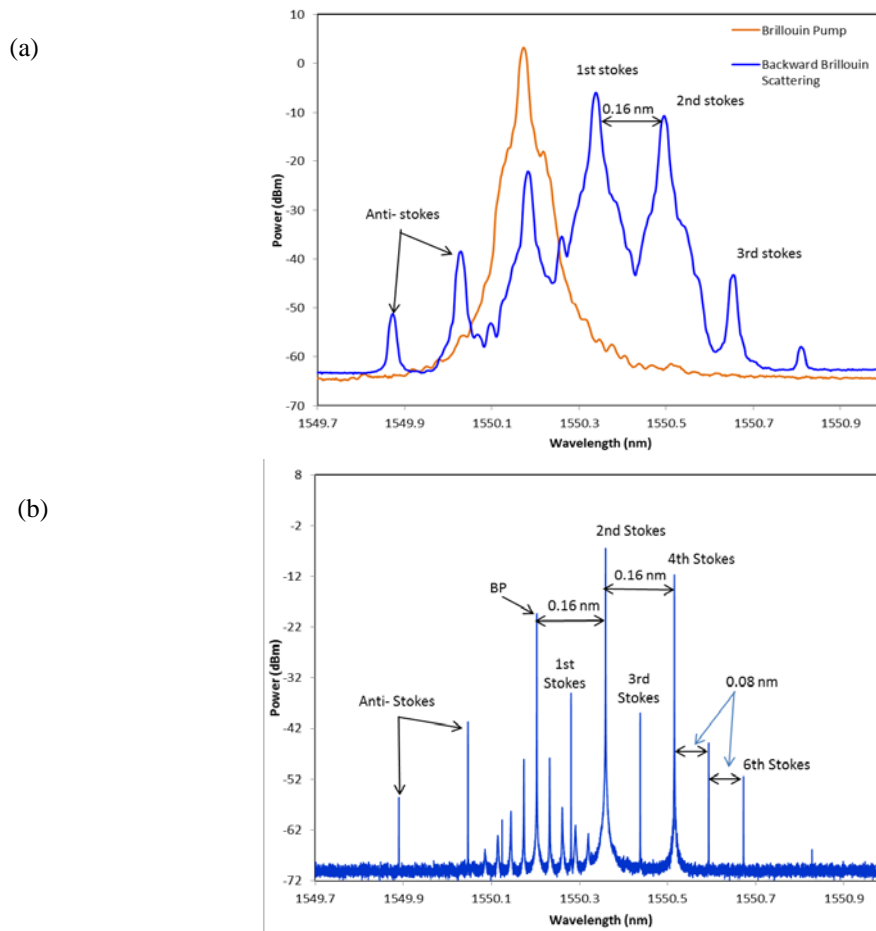 (a)
10
0
-10
-20
-30
-40
-50
-60
-70
Power (dBm)
Brillouin Pump
Backward Brillouin
Scattering
1st stokes
0.16 nm
2nd stokes
Anti- stokes
3rd stokes
1549.7 1549.9 1550.1 1550.3 1550.5 1550.7 1550.9
Wavelength (nm)
(b)
8
-2
-12
-22
-32
-42
-52
-62
-72
Power (dBm)
2nd Stokes
4th Stokes
0.16 nm
BP
0.16 nm
1st
Stokes
3rd
Stokes
0.08 nm
Anti- Stokes
6th Stokes
1549.7 1549.9 1550.1 1550.3 1550.5 1550.7 1550.9
Wavelength (nm)